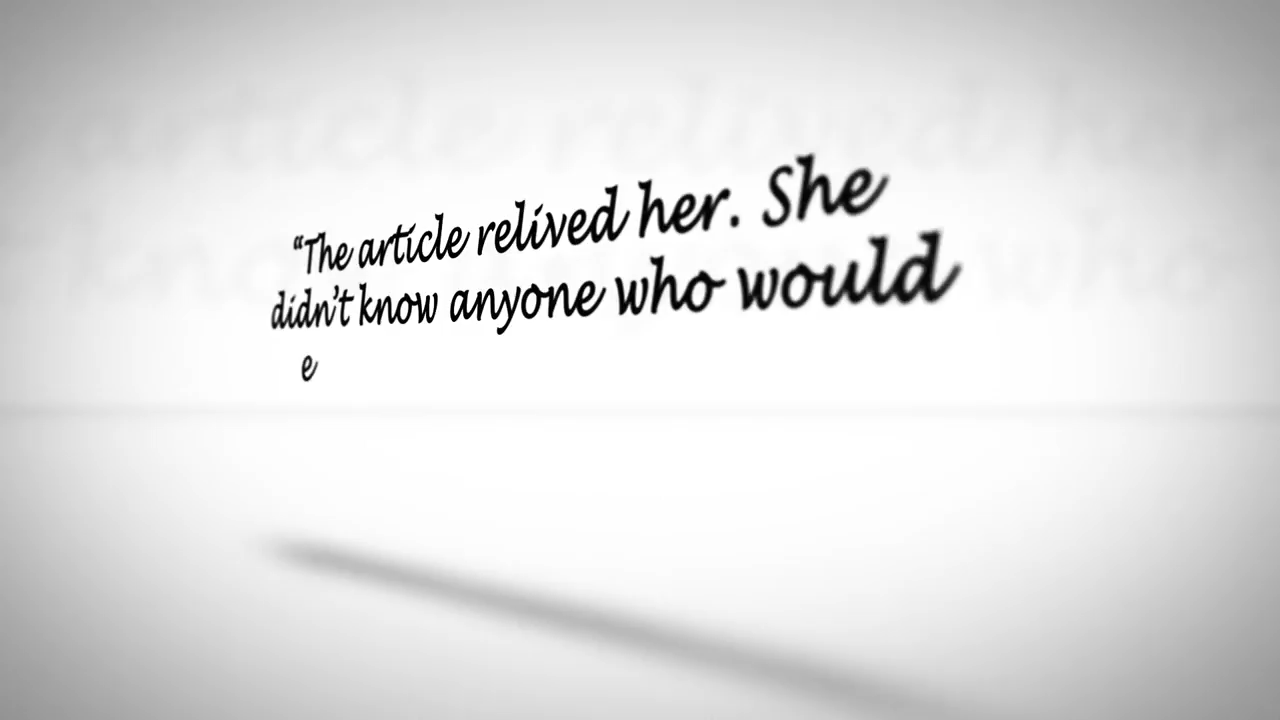 “The article relived her. She
didn’t know anyone who would
e